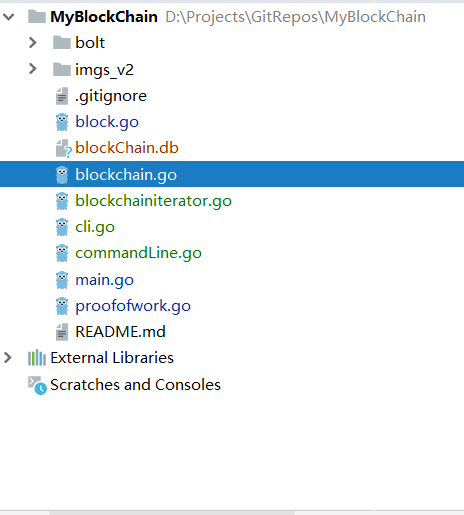 MyBlockChain D:\Projects\GitRepos\MyBlockChain
bolt
imgs_v2
.gitignore
block.go
blockChain.db
blockchain.go
blockchainiterator.go
cli.go
commandLine.go
main.go
proofofwork.go
README.md
External Libraries
Scratches and Consoles